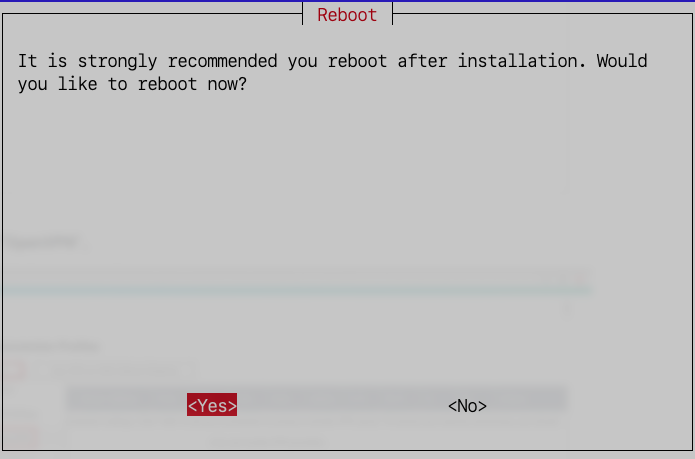 Reboot
It is strongly recommended you reboot after installation. Would
you like to reboot now?
<Yes>
<No>